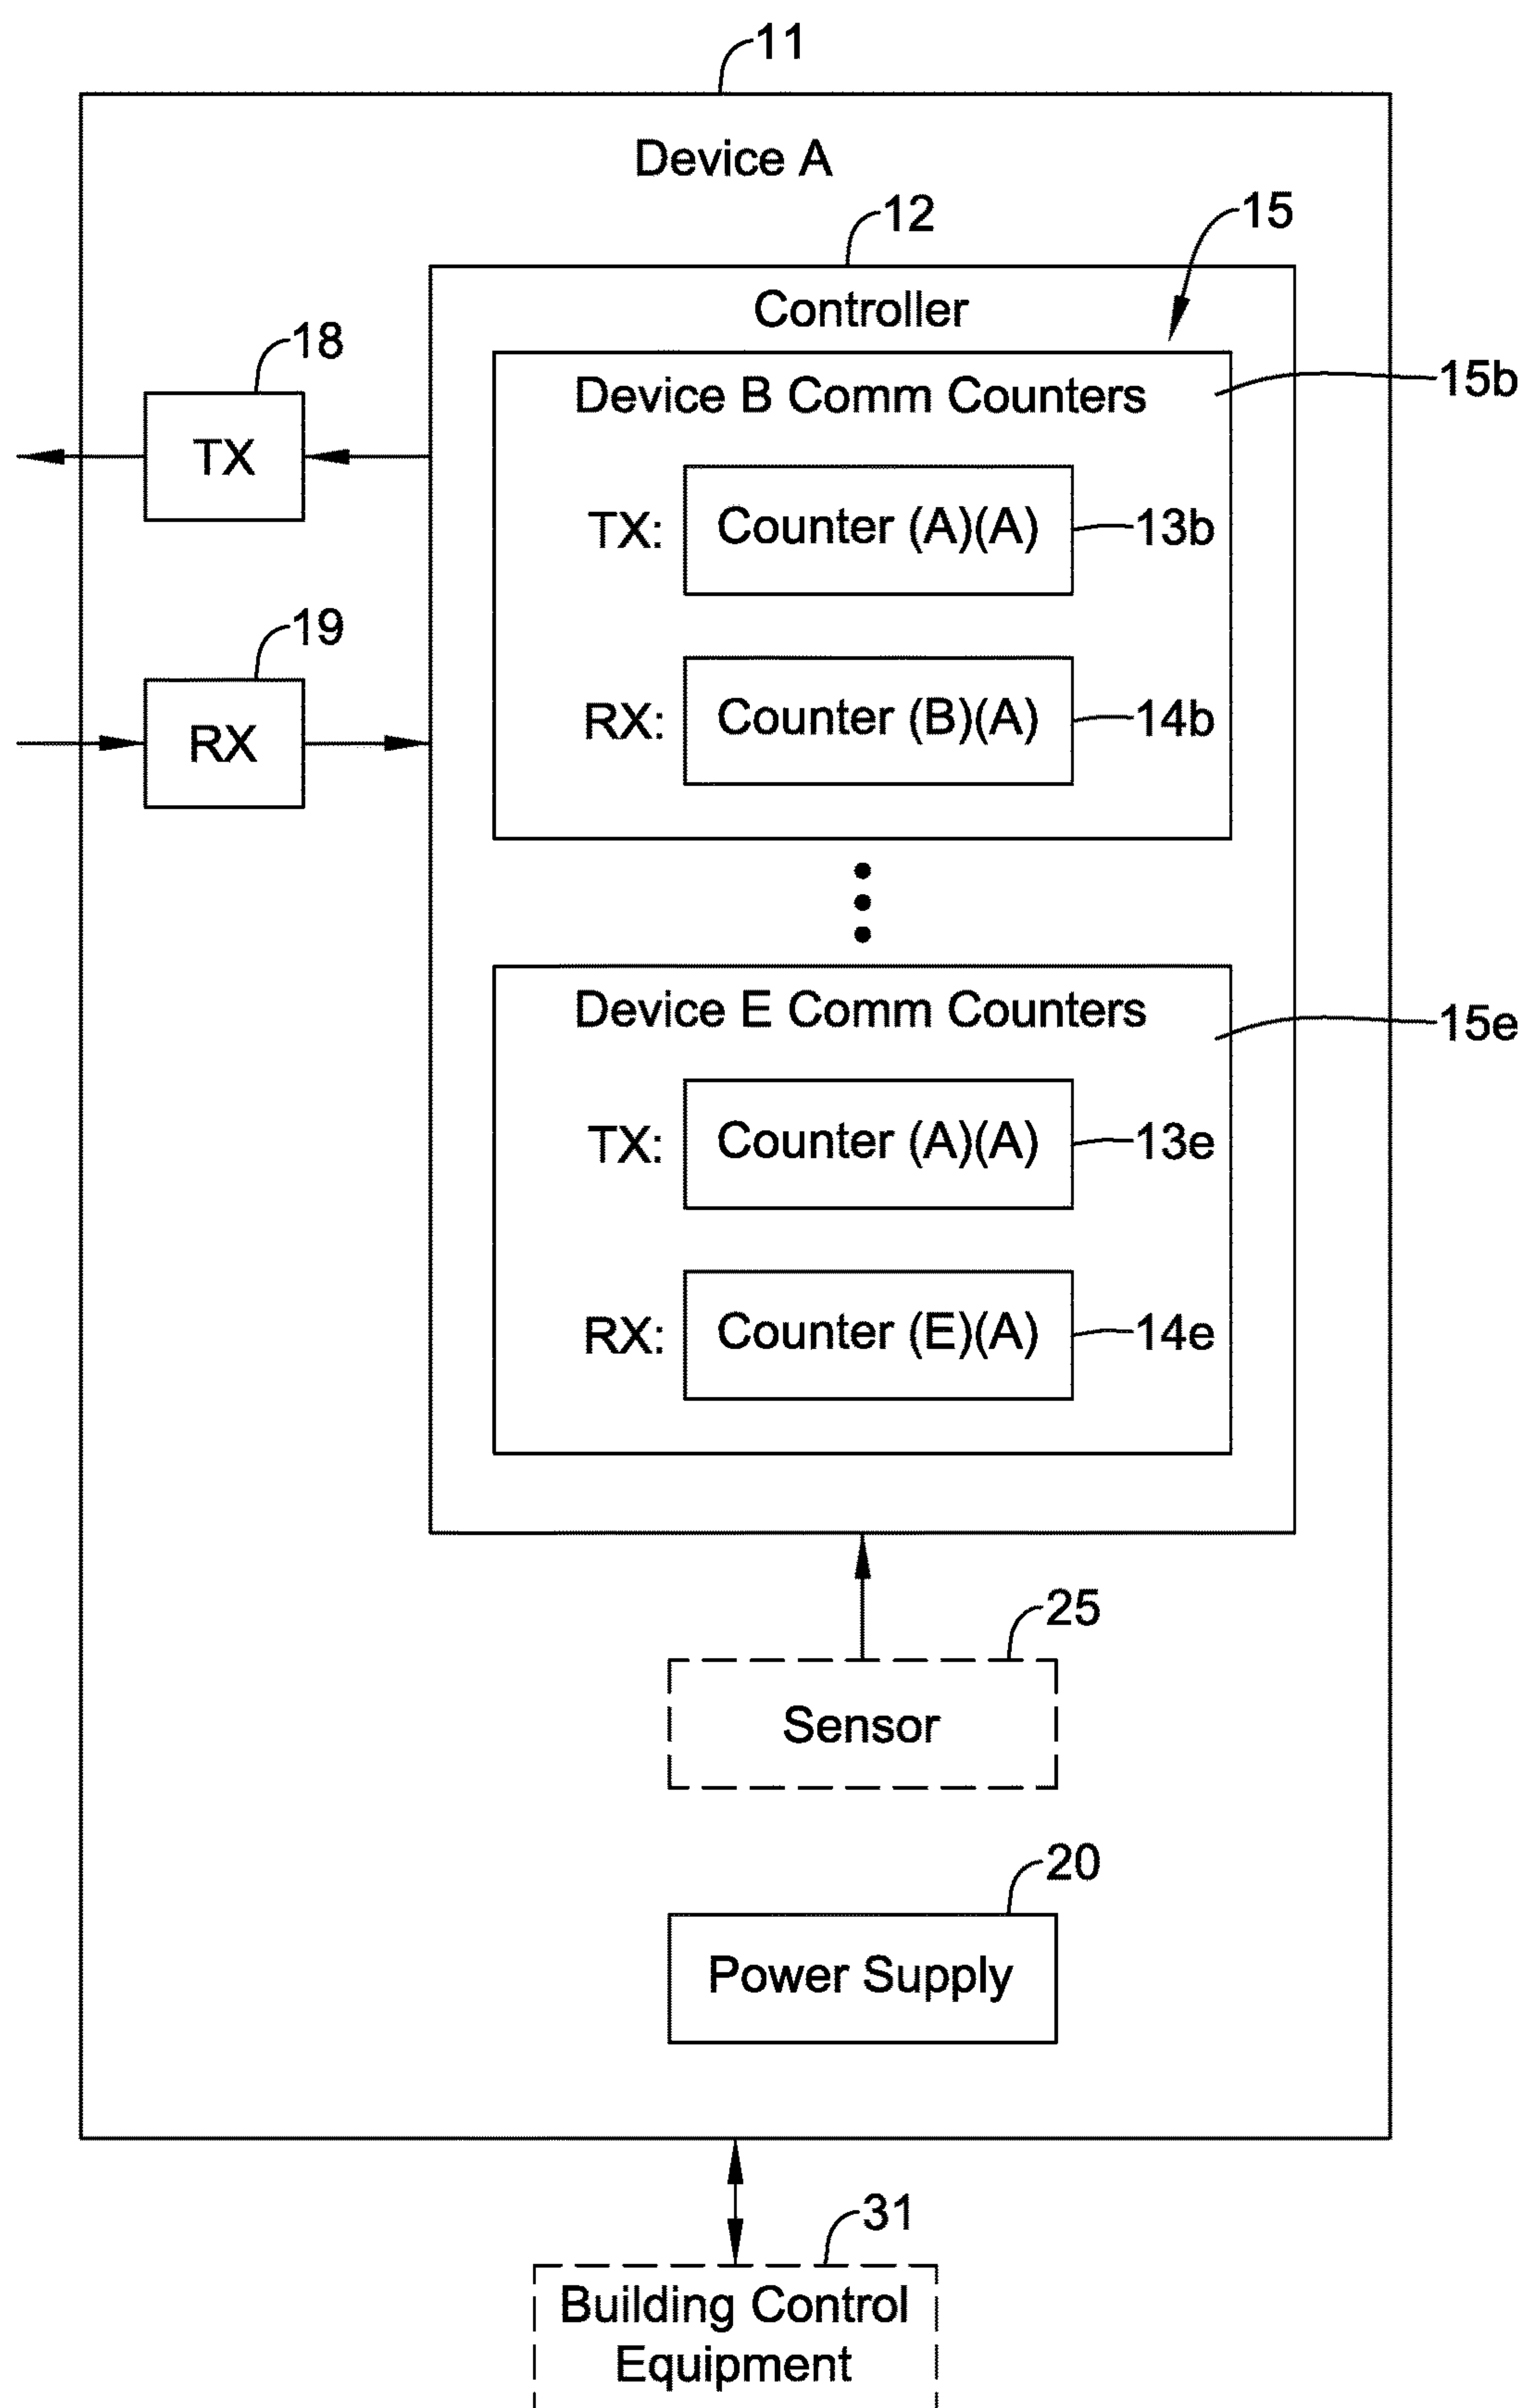 11
Device A
12
15
Controller
18
Device B Comm Counters
15b
TX
TX: Counter (A)(A) 13b
19
RX: Counter (B)(A) 14b
RX
Device E Comm Counters
15e
TX: Counter (A)(A) 13e
RX: Counter (E)(A) 14e
25
Sensor
20
Power Supply
31
Building Control
Equipment